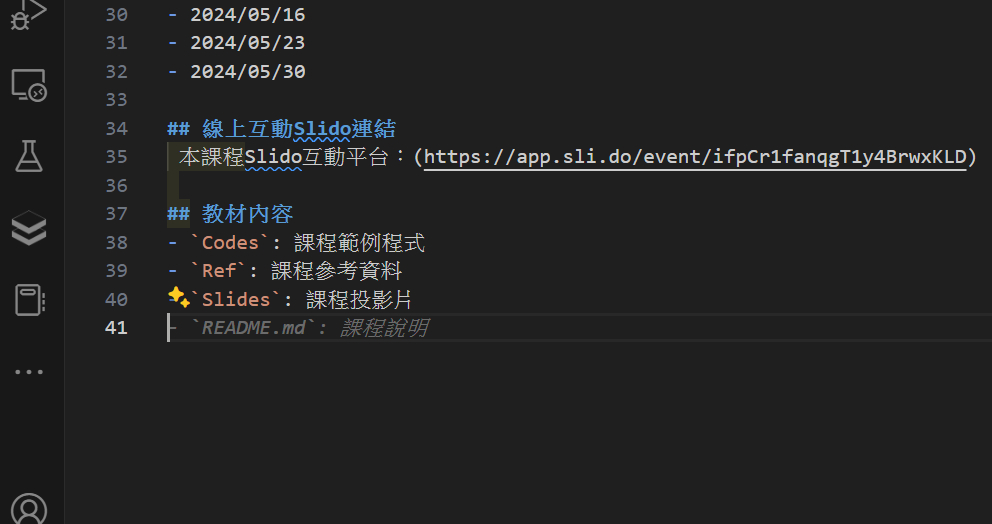 30 - 2024/05/16
31 - 2024/05/23
32 - 2024/05/30
33
34 ## 線上互動Slido連結
35 本課程Slido互動平台：(https://app.sli.do/event/ifpCr1fanqgT1y4BrwxKLD)
36
37 ## 教材內容
38 - `Codes`: 課程範例程式
39 - `Ref`: 課程參考資料
40 - `Slides`: 課程投影片
41 - `README.md`: 課程說明